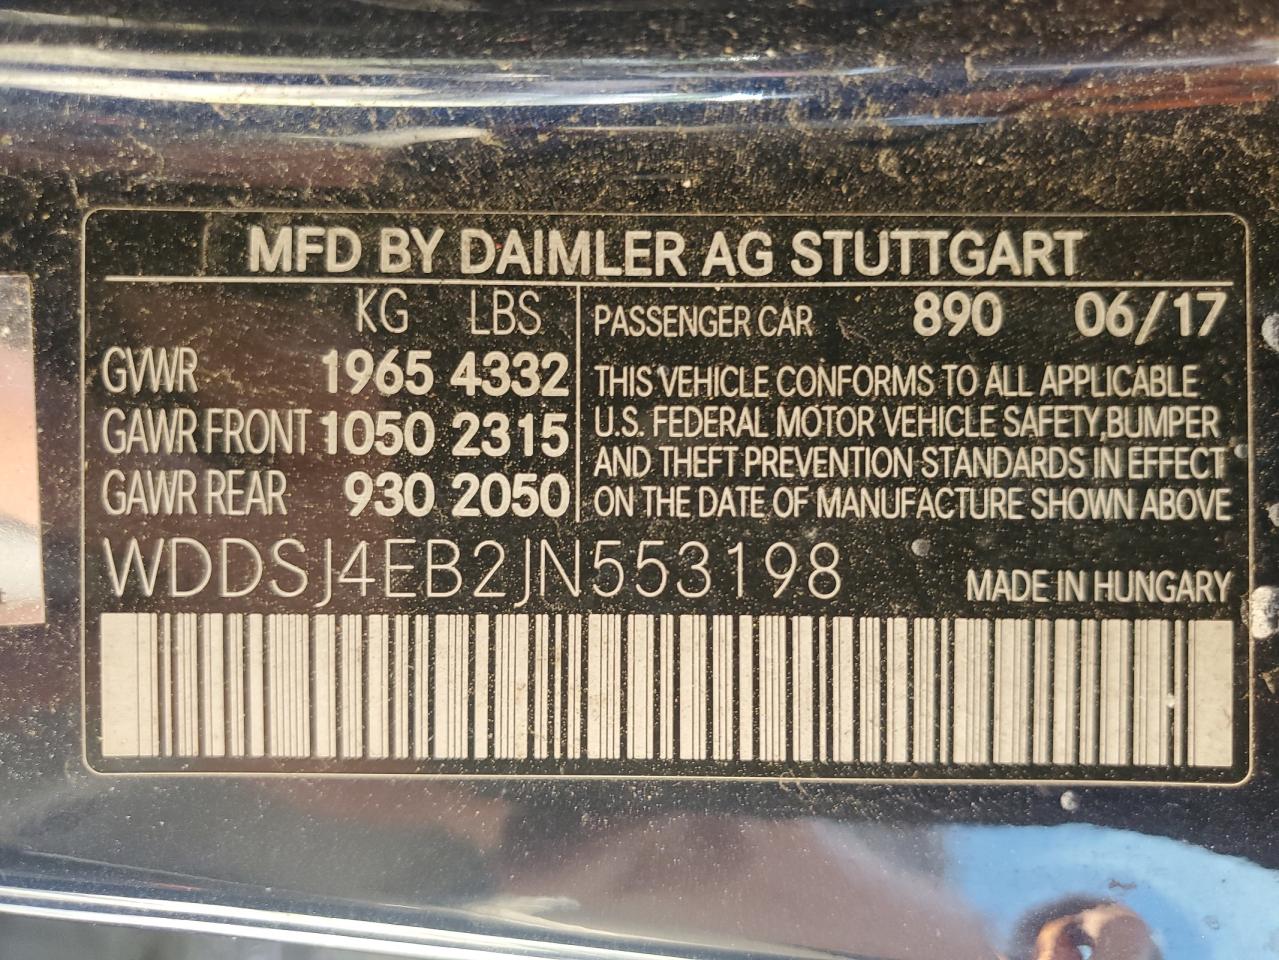 MFD BY DAIMLER AG STUTTGART
KG LBS
GVWR 1965 4332
GAWR FRONT 1050 2315
GAWR REAR 930 2050
PASSENGER CAR 890 06/17
THIS VEHICLE CONFORMS TO ALL APPLICABLE
U.S. FEDERAL MOTOR VEHICLE SAFETY,BUMPER
AND THEFT PREVENTION STANDARDS IN EFFECT
ON THE DATE OF MANUFACTURE SHOWN ABOVE
WDDSJ4EB2JN553198
MADE IN HUNGARY